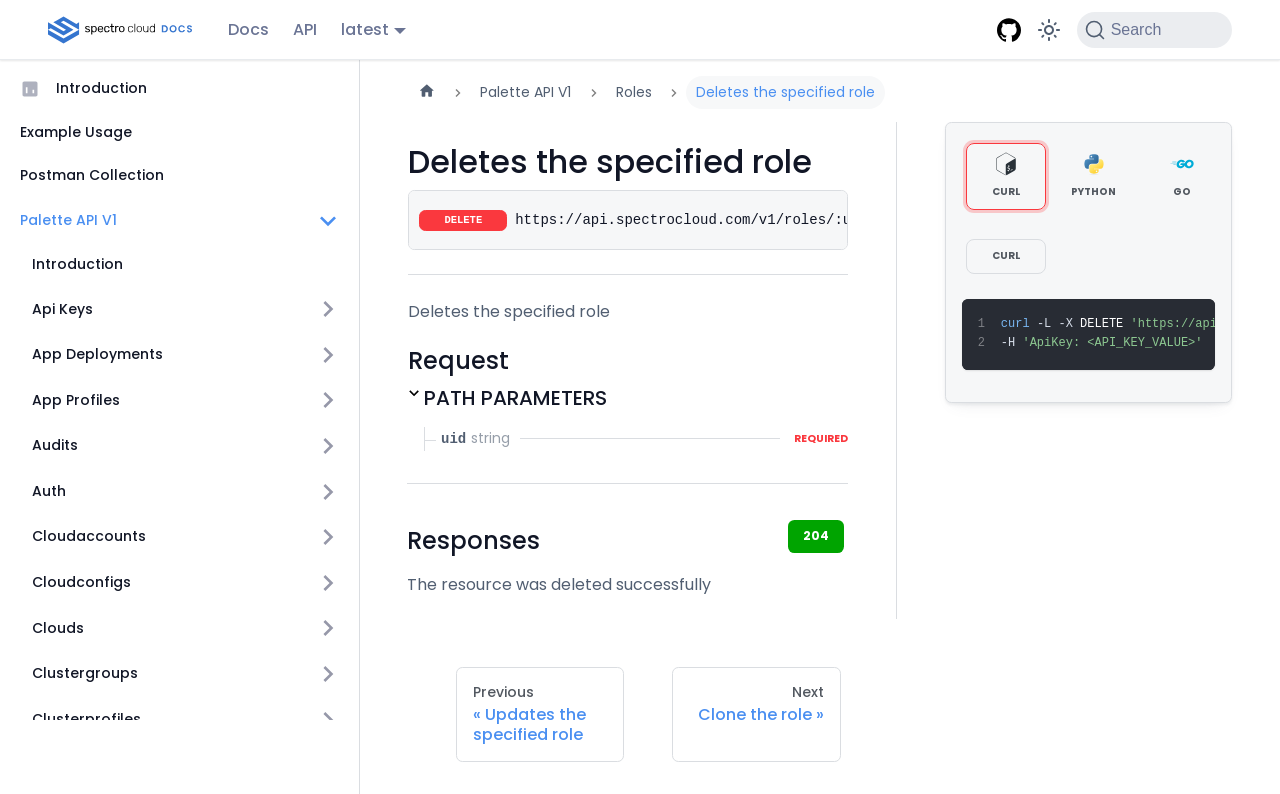 spectro cloud DOCS Docs API latest Search
Introduction
Example Usage
Postman Collection
Palette API V1
Introduction
Api Keys
App Deployments
App Profiles
Audits
Auth
Cloudaccounts
Cloudconfigs
Clouds
Clustergroups
Clusterprofiles
Palette API V1 Roles Deletes the specified role
Deletes the specified role
DELETE https://api.spectrocloud.com/v1/roles/:u
Deletes the specified role
Request
PATH PARAMETERS
uid string REQUIRED
Responses 204
The resource was deleted successfully
CURL PYTHON GO
CURL
1 curl -L -X DELETE 'https://api
2 -H 'ApiKey: <API_KEY_VALUE>'
Previous
« Updates the
specified role
Next
Clone the role »